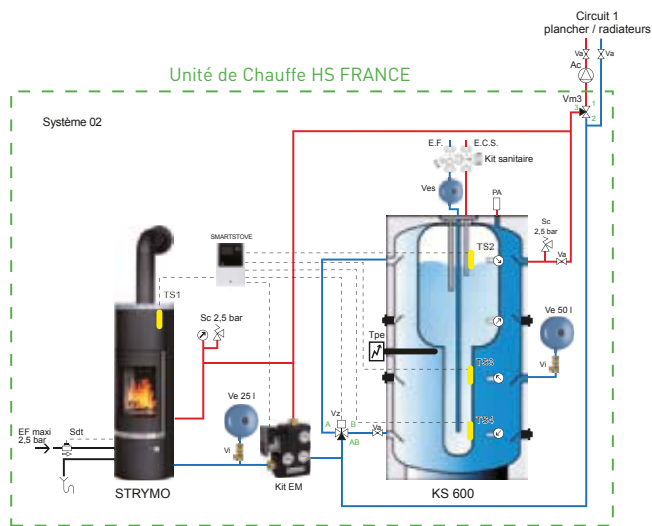 Circuit 1
plancher / radiateurs
Va
Va
Ac
Unité de Chauffe HS FRANCE
Vm3
1
3
2
Système 02
E.F.
E.C.S.
Kit sanitaire
Ves
PA
Sc
2,5 bar
SMARTSTOVE
TS2
Va
TS1
Sc 2,5 bar
Ve 50 l
Tpe
Vi
TS3
Ve 25 l
Vz
A
B
TS4
EF maxi
2,5 bar
Sdt
Va
AB
Vi
Kit EM
STRYMO
KS 600